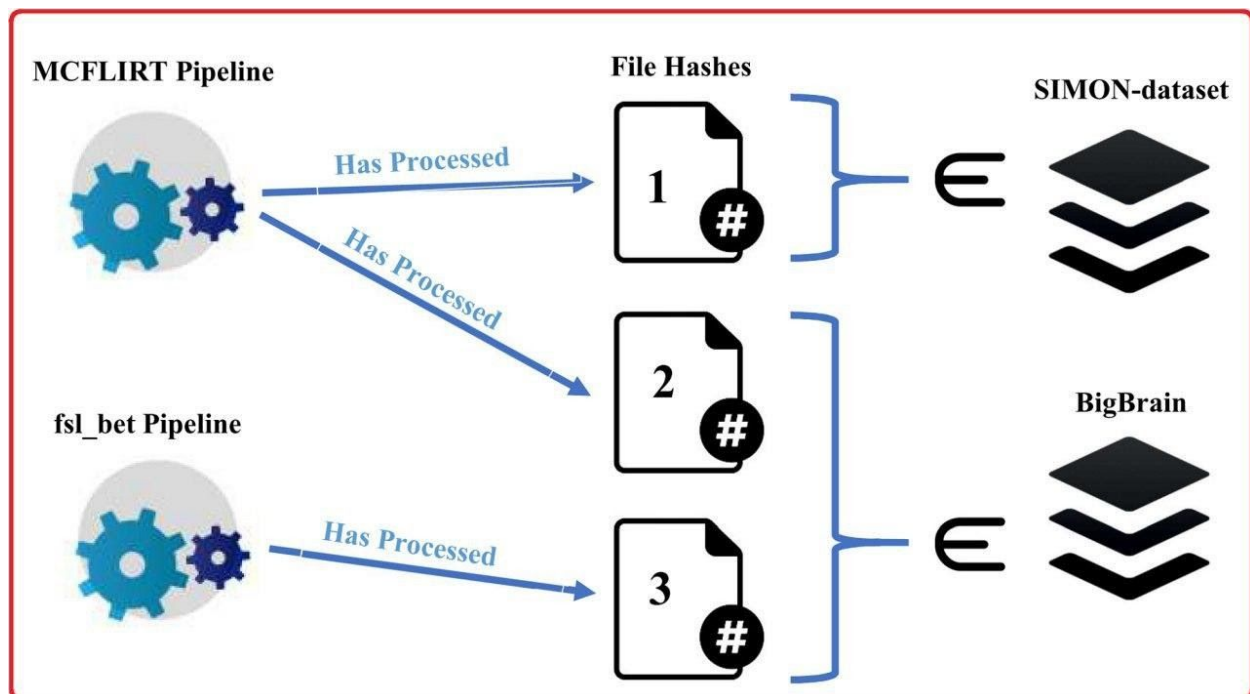 MCFLIRT Pipeline
File Hashes
SIMON-dataset
Has Processed
1
#
∈
Has Processed
2
#
fsl_bet Pipeline
BigBrain
Has Processed
3
#
∈